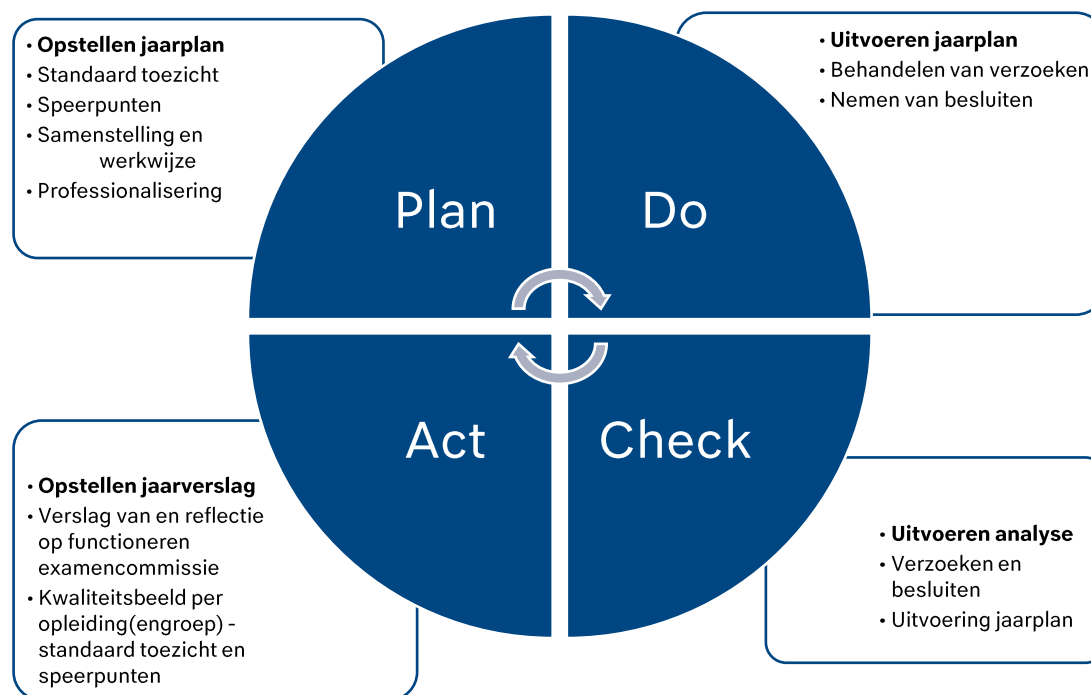 • Opstellen jaarplan
• Standaard toezicht
• Speerpunten
• Samenstelling en
werkwijze
• Professionalisering
Plan
• Uitvoeren jaarplan
• Behandelen van verzoeken
• Nemen van besluiten
Do
Act
• Opstellen jaarverslag
• Verslag van en reflectie
op functioneren
examencommissie
• Kwaliteitsbeeld per
opleiding(engroep) -
standaard toezicht en
speerpunten
Check
• Uitvoeren analyse
• Verzoeken en
besluiten
• Uitvoering jaarplan